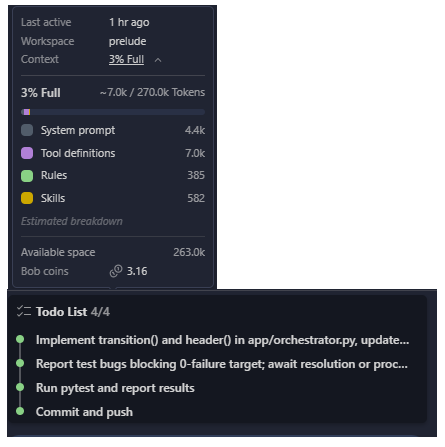 Last active 1 hr ago
Workspace prelude
Context 3% Full
3% Full ~7.0k / 270.0k Tokens
System prompt 4.4k
Tool definitions 7.0k
Rules 385
Skills 582
Estimated breakdown
Available space 263.0k
Bob coins 3.16
Todo List 4/4
Implement transition() and header() in app/orchestrator.py, update...
Report test bugs blocking 0-failure target; await resolution or proc...
Run pytest and report results
Commit and push